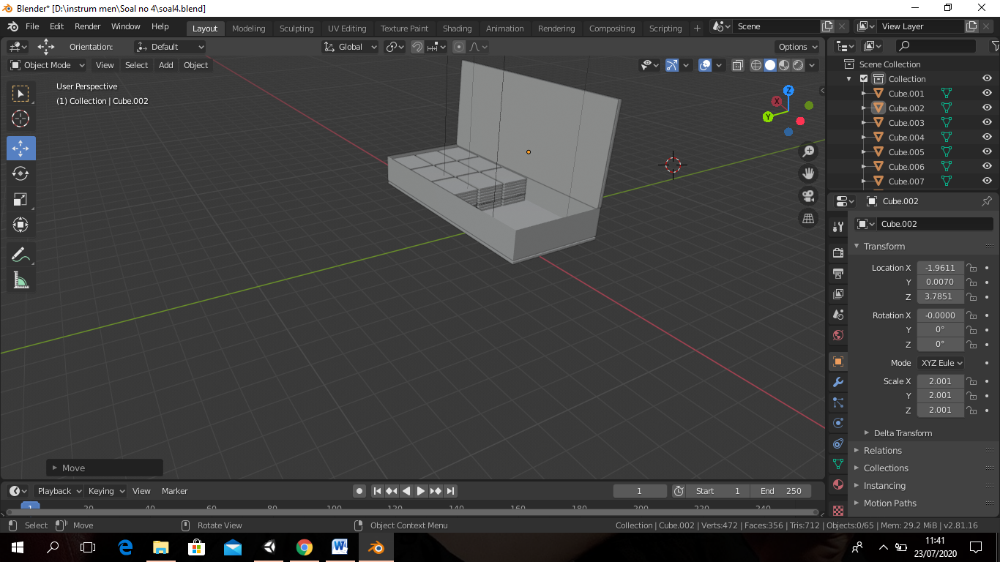 Blender* [D:\instrum men\Soal no 4\soal4.blend]
File Edit Render Window Help Layout Modeling Sculpting UV Editing Texture Paint Shading Animation Rendering Compositing Scripting + Scene View Layer
Orientation: Default Global Options
Object Mode View Select Add Object
User Perspective
(1) Collection | Cube.002
Z
X
Y
Scene Collection
Collection
Cube.001
Cube.002
Cube.003
Cube.004
Cube.005
Cube.006
Cube.007
Cube.002
Cube.002
Transform
Location X -1.9611
Y 0.0070
Z 3.7851
Rotation X -0.0000
Y 0°
Z 0°
Mode XYZ Eule
Scale X 2.001
Y 2.001
Z 2.001
Delta Transform
Relations
Collections
Instancing
Motion Paths
Move
Playback Keying View Marker 1 Start 1 End 250
1 20 40 60 80 100 120 140 160 180 200 220 240
Select Move Rotate View Object Context Menu Collection | Cube.002 | Verts:472 | Faces:356 | Tris:712 | Objects:0/65 | Mem: 29.2 MiB | v2.81.16
11:41
23/07/2020